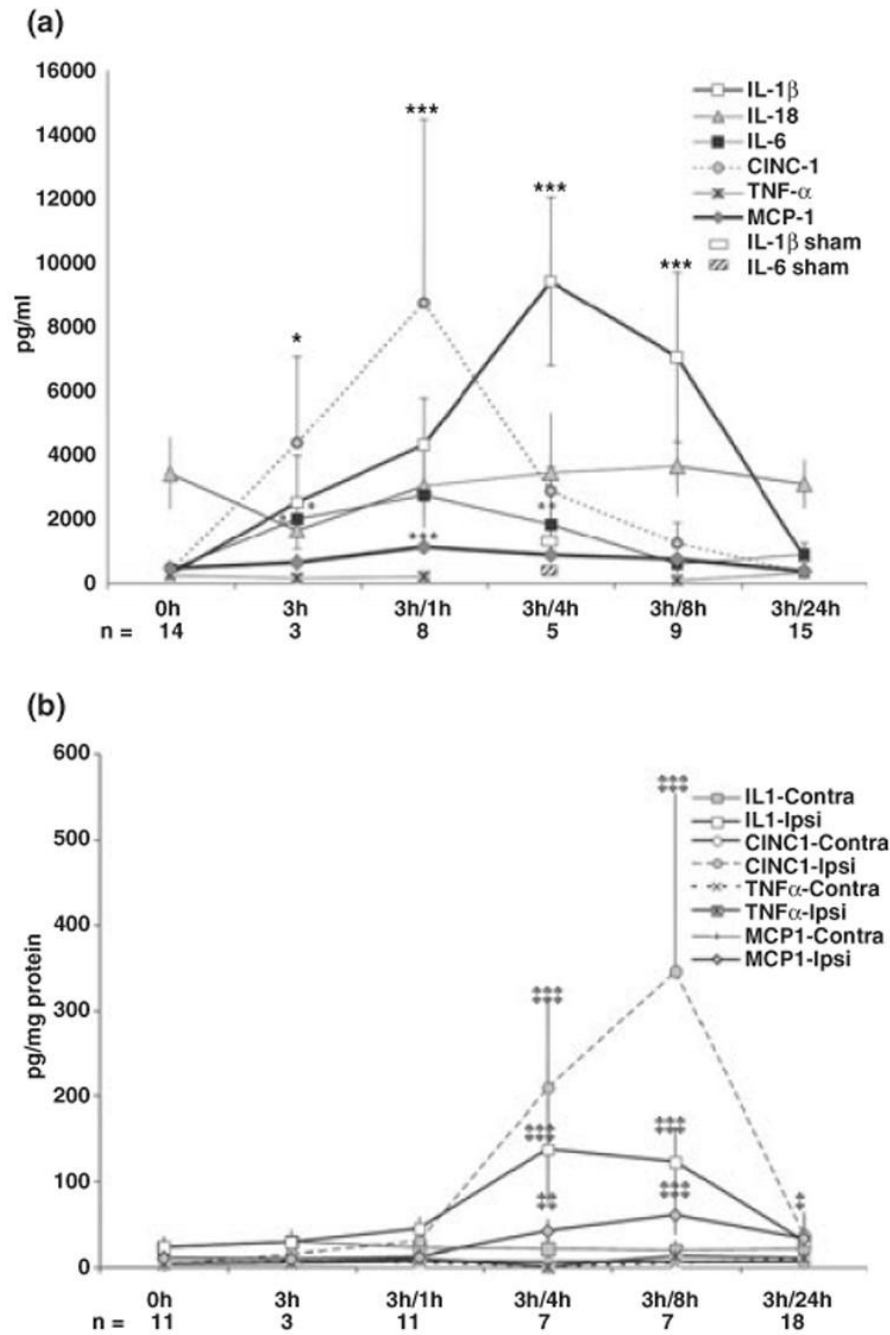 (a)
16000
14000
12000
10000
8000
6000
4000
2000
0
pg/ml
***
***
***
*
***
**
IL-1β
IL-18
IL-6
CINC-1
TNF-α
MCP-1
IL-1β sham
IL-6 sham
0h 3h 3h/1h 3h/4h 3h/8h 3h/24h
n = 14 3 8 5 9 15
(b)
600
500
400
300
200
100
0
pg/mg protein
‡‡‡
‡‡‡
‡‡‡
‡‡‡
‡‡
‡‡‡
‡
IL1-Contra
IL1-Ipsi
CINC1-Contra
CINC1-Ipsi
TNFα-Contra
TNFα-Ipsi
MCP1-Contra
MCP1-Ipsi
0h 3h 3h/1h 3h/4h 3h/8h 3h/24h
n = 11 3 11 7 7 18